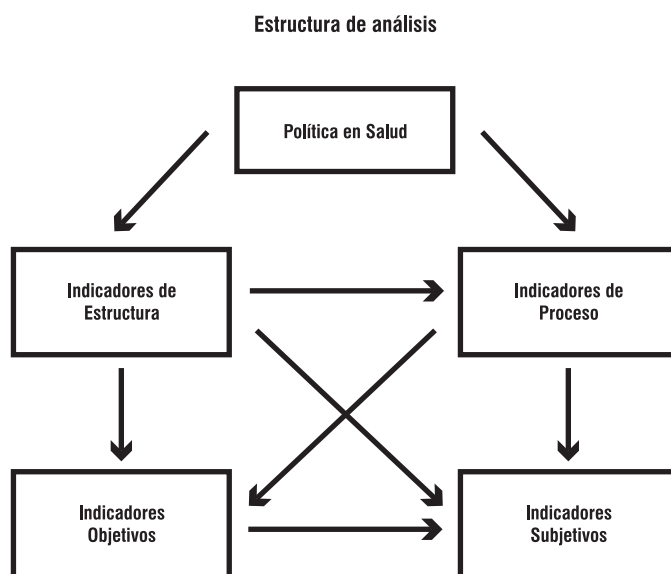 Estructura de análisis
Política en Salud
Indicadores de
Estructura
Indicadores de
Proceso
Indicadores
Objetivos
Indicadores
Subjetivos